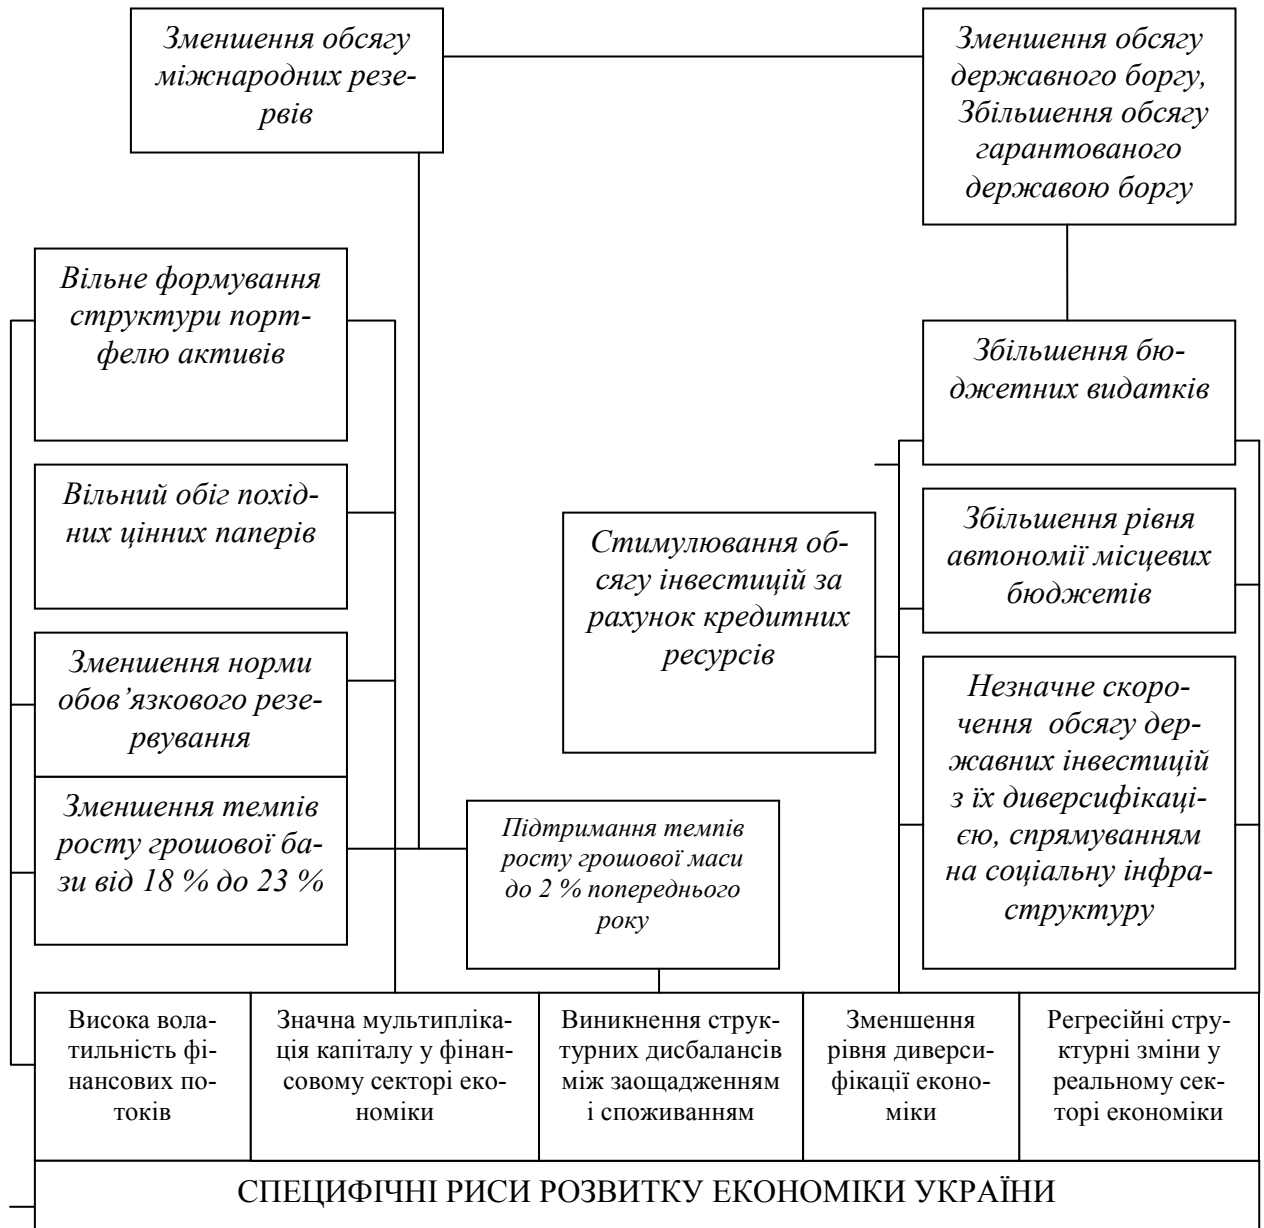 Зменшення обсягу
міжнародних резе-
рвів
Зменшення обсягу
державного боргу,
Збільшення обсягу
гарантованого
державою боргу
Вільне формування
структури порт-
фелю активів
Збільшення бю-
джетних видатків
Вільний обіг похід-
них цінних паперів
Стимулювання об-
сягу інвестицій за
рахунок кредитних
ресурсів
Збільшення рівня
автономії місцевих
бюджетів
Зменшення норми
обов’язкового резе-
рвування
Незначне скоро-
чення обсягу дер-
жавних інвестицій
з їх диверсифікаці-
єю, спрямуванням
на соціальну інфра-
структуру
Зменшення темпів
росту грошової ба-
зи від 18 % до 23 %
Підтримання темпів
росту грошової маси
до 2 % попереднього
року
Висока вола-
тильність фі-
нансових по-
токів
Значна мультипліка-
ція капіталу у фінан-
совому секторі еко-
номіки
Виникнення струк-
турних дисбалансів
між заощадженням
і споживанням
Зменшення
рівня диверси-
фікації еконо-
міки
Регресійні стру-
ктурні зміни у
реальному сек-
торі економіки
СПЕЦИФІЧНІ РИСИ РОЗВИТКУ ЕКОНОМІКИ УКРАЇНИ